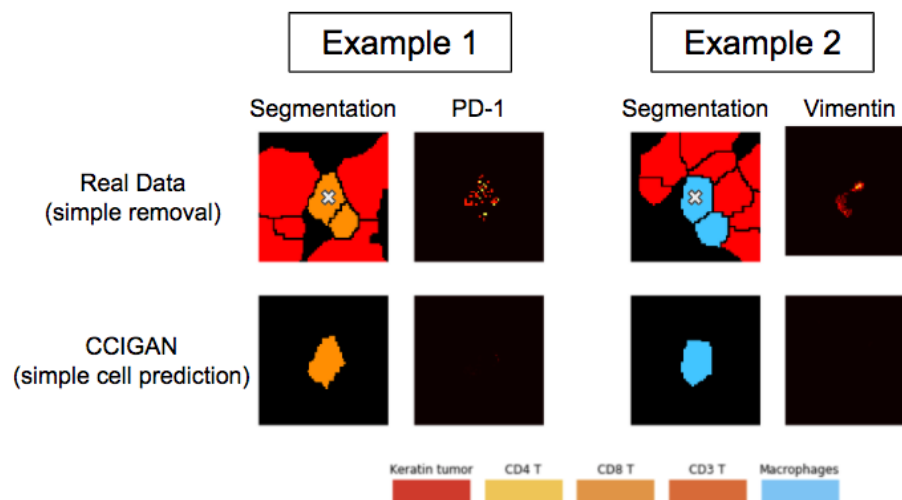 Example 1
Example 2
Segmentation
PD-1
Segmentation
Vimentin
Real Data
(simple removal)
CCIGAN
(simple cell prediction)
Keratin tumor
CD4 T
CD8 T
CD3 T
Macrophages